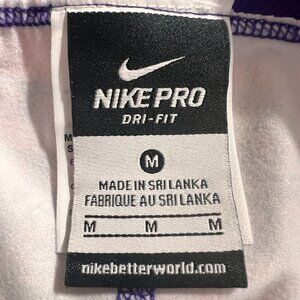 NIKE PRO
DRI-FIT
M
MADE IN SRI LANKA
FABRIQUE AU SRI LANKA
M M M
nikebetterworld.com